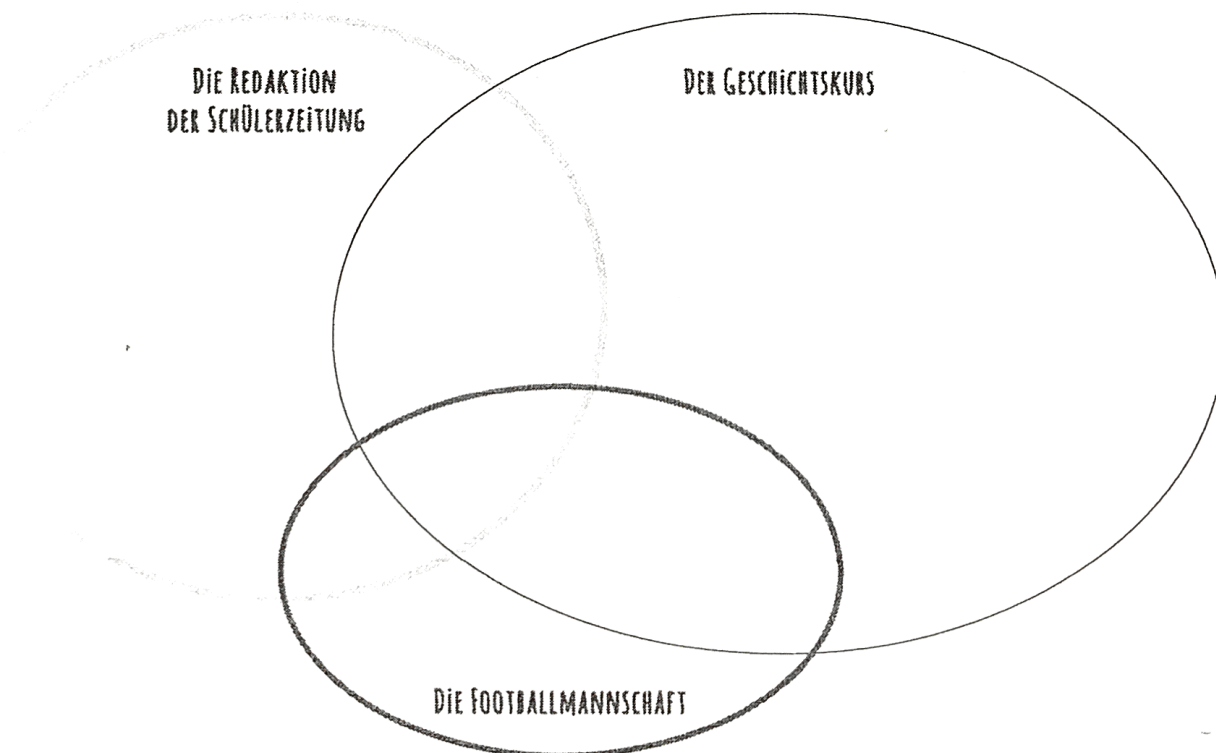 Die Redaktion
der Schülerzeitung
Der Geschichtskurs
Die Footballmannschaft